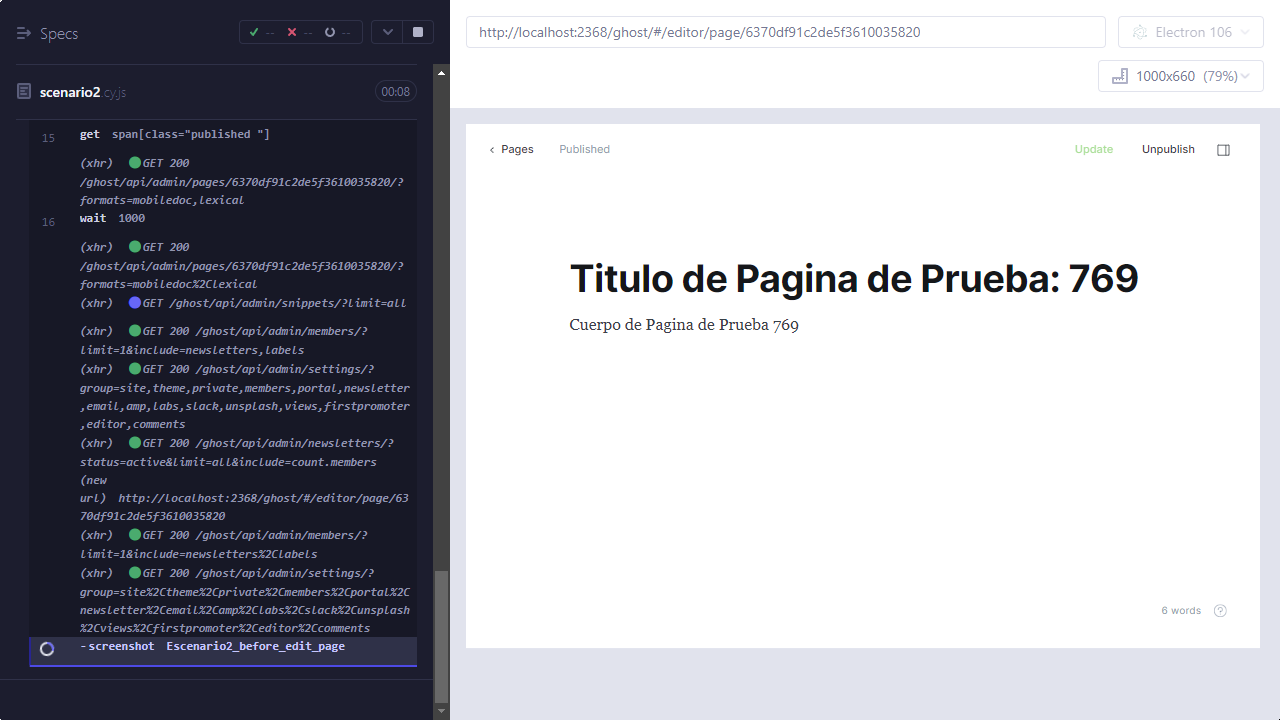 Specs
--
--
--
scenario2.cy.js
00:08
15 get span[class="published "]
(xhr) GET 200
/ghost/api/admin/pages/6370df91c2de5f3610035820/?
formats=mobiledoc,lexical
16 wait 1000
(xhr) GET 200
/ghost/api/admin/pages/6370df91c2de5f3610035820/?
formats=mobiledoc%2Clexical
(xhr) GET /ghost/api/admin/snippets/?limit=all
(xhr) GET 200 /ghost/api/admin/members/?
limit=1&include=newsletters,labels
(xhr) GET 200 /ghost/api/admin/settings/?
group=site,theme,private,members,portal,newsletter
,email,amp,labs,slack,unsplash,views,firstpromoter
,editor,comments
(xhr) GET 200 /ghost/api/admin/newsletters/?
status=active&limit=all&include=count.members
(new
url) http://localhost:2368/ghost/#/editor/page/63
70df91c2de5f3610035820
(xhr) GET 200 /ghost/api/admin/members/?
limit=1&include=newsletters%2Clabels
(xhr) GET 200 /ghost/api/admin/settings/?
group=site%2Ctheme%2Cprivate%2Cmembers%2Cportal%2C
newsletter%2Cemail%2Camp%2Clabs%2Cslack%2Cunsplash
%2Cviews%2Cfirstpromoter%2Ceditor%2Ccomments
-screenshot Escenario2_before_edit_page
http://localhost:2368/ghost/#/editor/page/6370df91c2de5f3610035820
Electron 106
1000x660 (79%)
Pages
Published
Update
Unpublish
Titulo de Pagina de Prueba: 769
Cuerpo de Pagina de Prueba 769
6 words
?